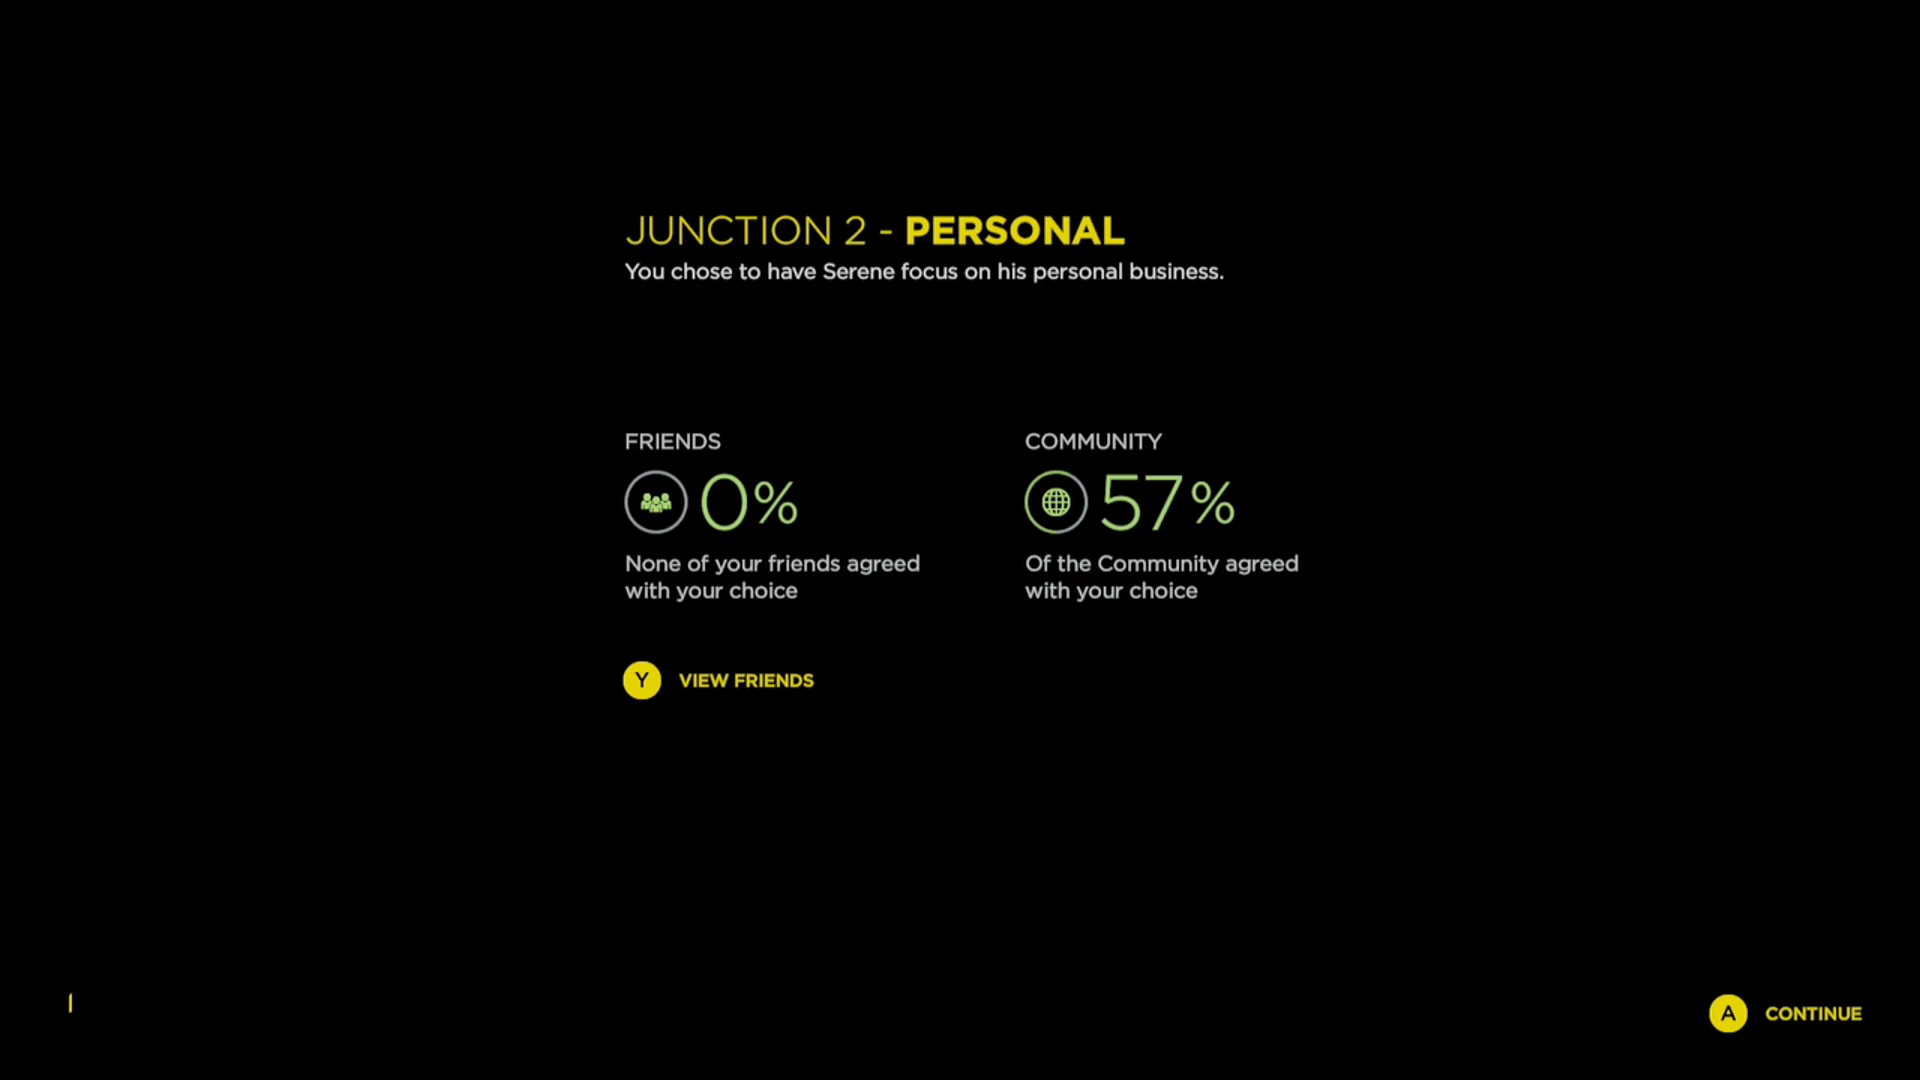 JUNCTION 2 - PERSONAL
You chose to have Serene focus on his personal business.
FRIENDS
0%
None of your friends agreed
with your choice
COMMUNITY
57%
Of the Community agreed
with your choice
Y VIEW FRIENDS
A CONTINUE